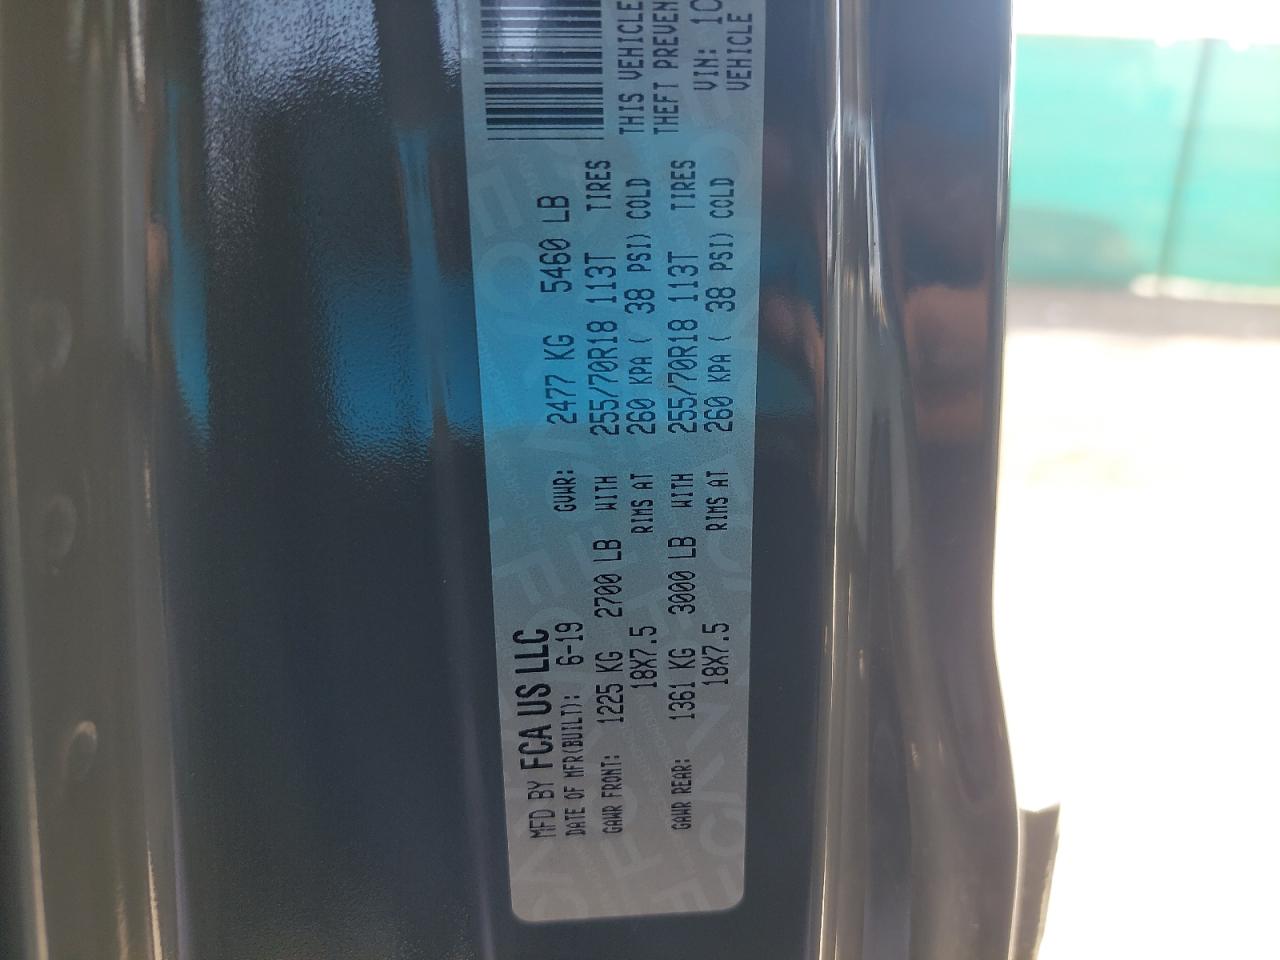 MFD BY FCA US LLC
DATE OF MFR(BUILT): 6-19 GVWR: 2477 KG 5460 LB
GAWR FRONT: 1225 KG 2700 LB WITH 255/70R18 113T TIRES
18X7.5 RIMS AT 260 KPA ( 38 PSI) COLD
GAWR REAR: 1361 KG 3000 LB WITH 255/70R18 113T TIRES
18X7.5 RIMS AT 260 KPA ( 38 PSI) COLD
THIS VEHICLE
THEFT PREVEN
VIN: 1C
VEHICLE